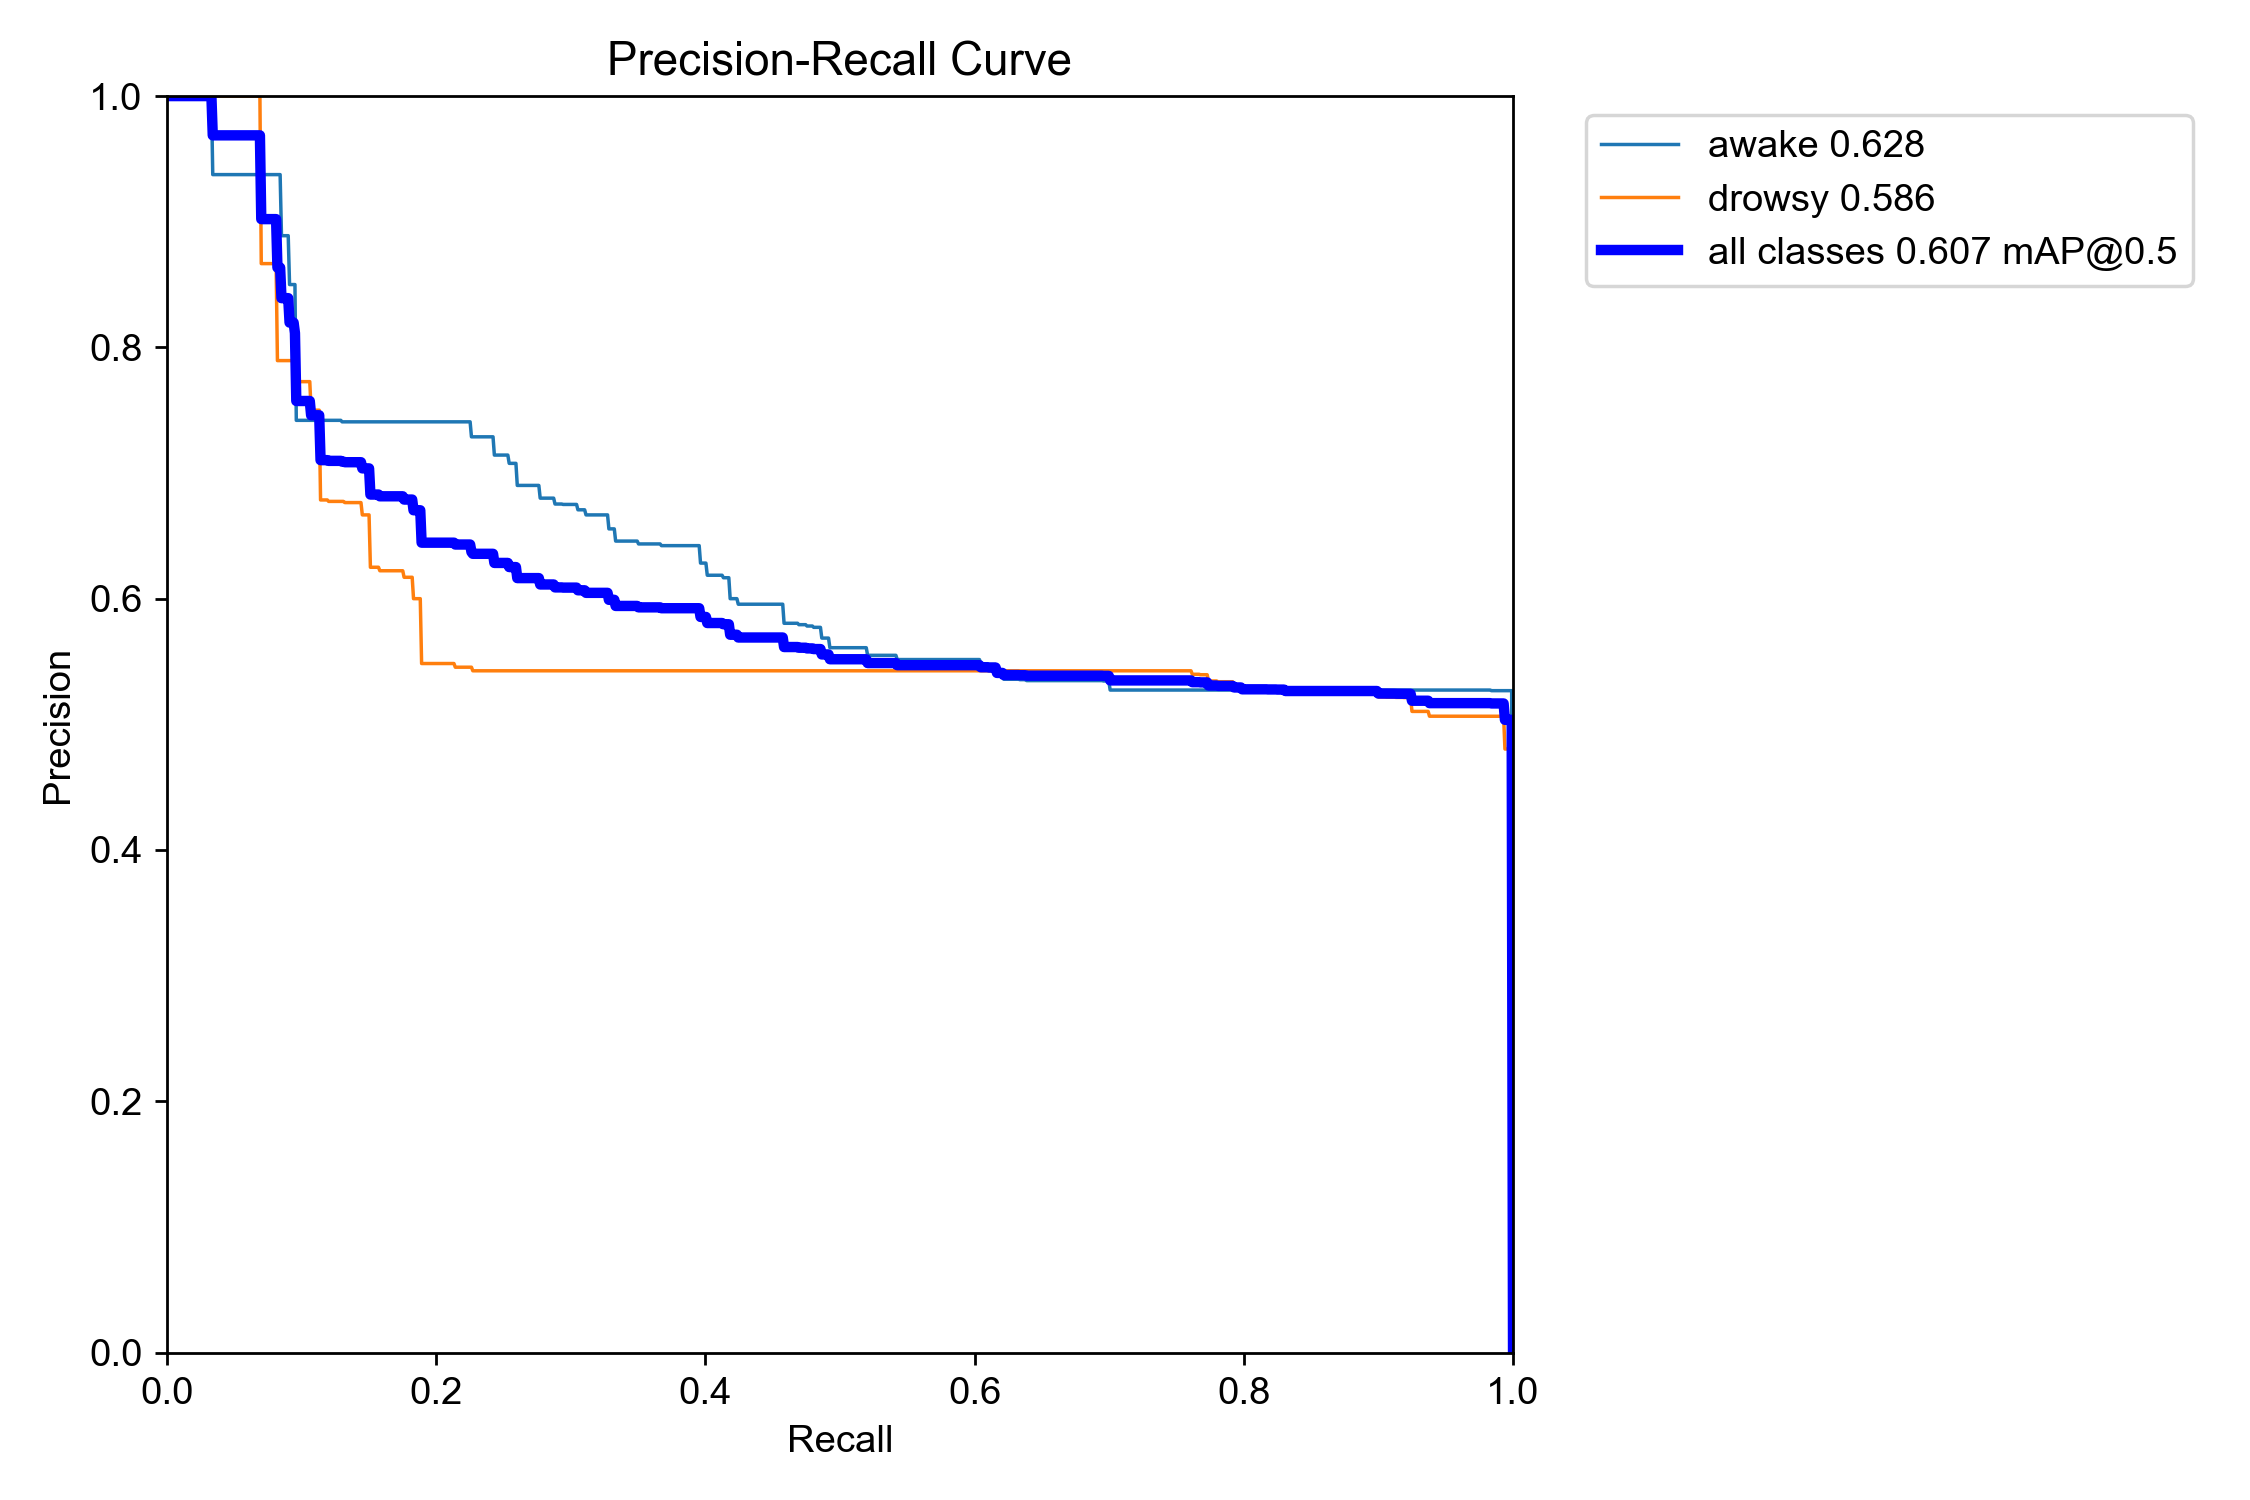 Precision-Recall Curve
awake 0.628
drowsy 0.586
all classes 0.607 mAP@0.5
Precision
1.0
0.8
0.6
0.4
0.2
0.0
0.0 0.2 0.4 0.6 0.8 1.0
Recall